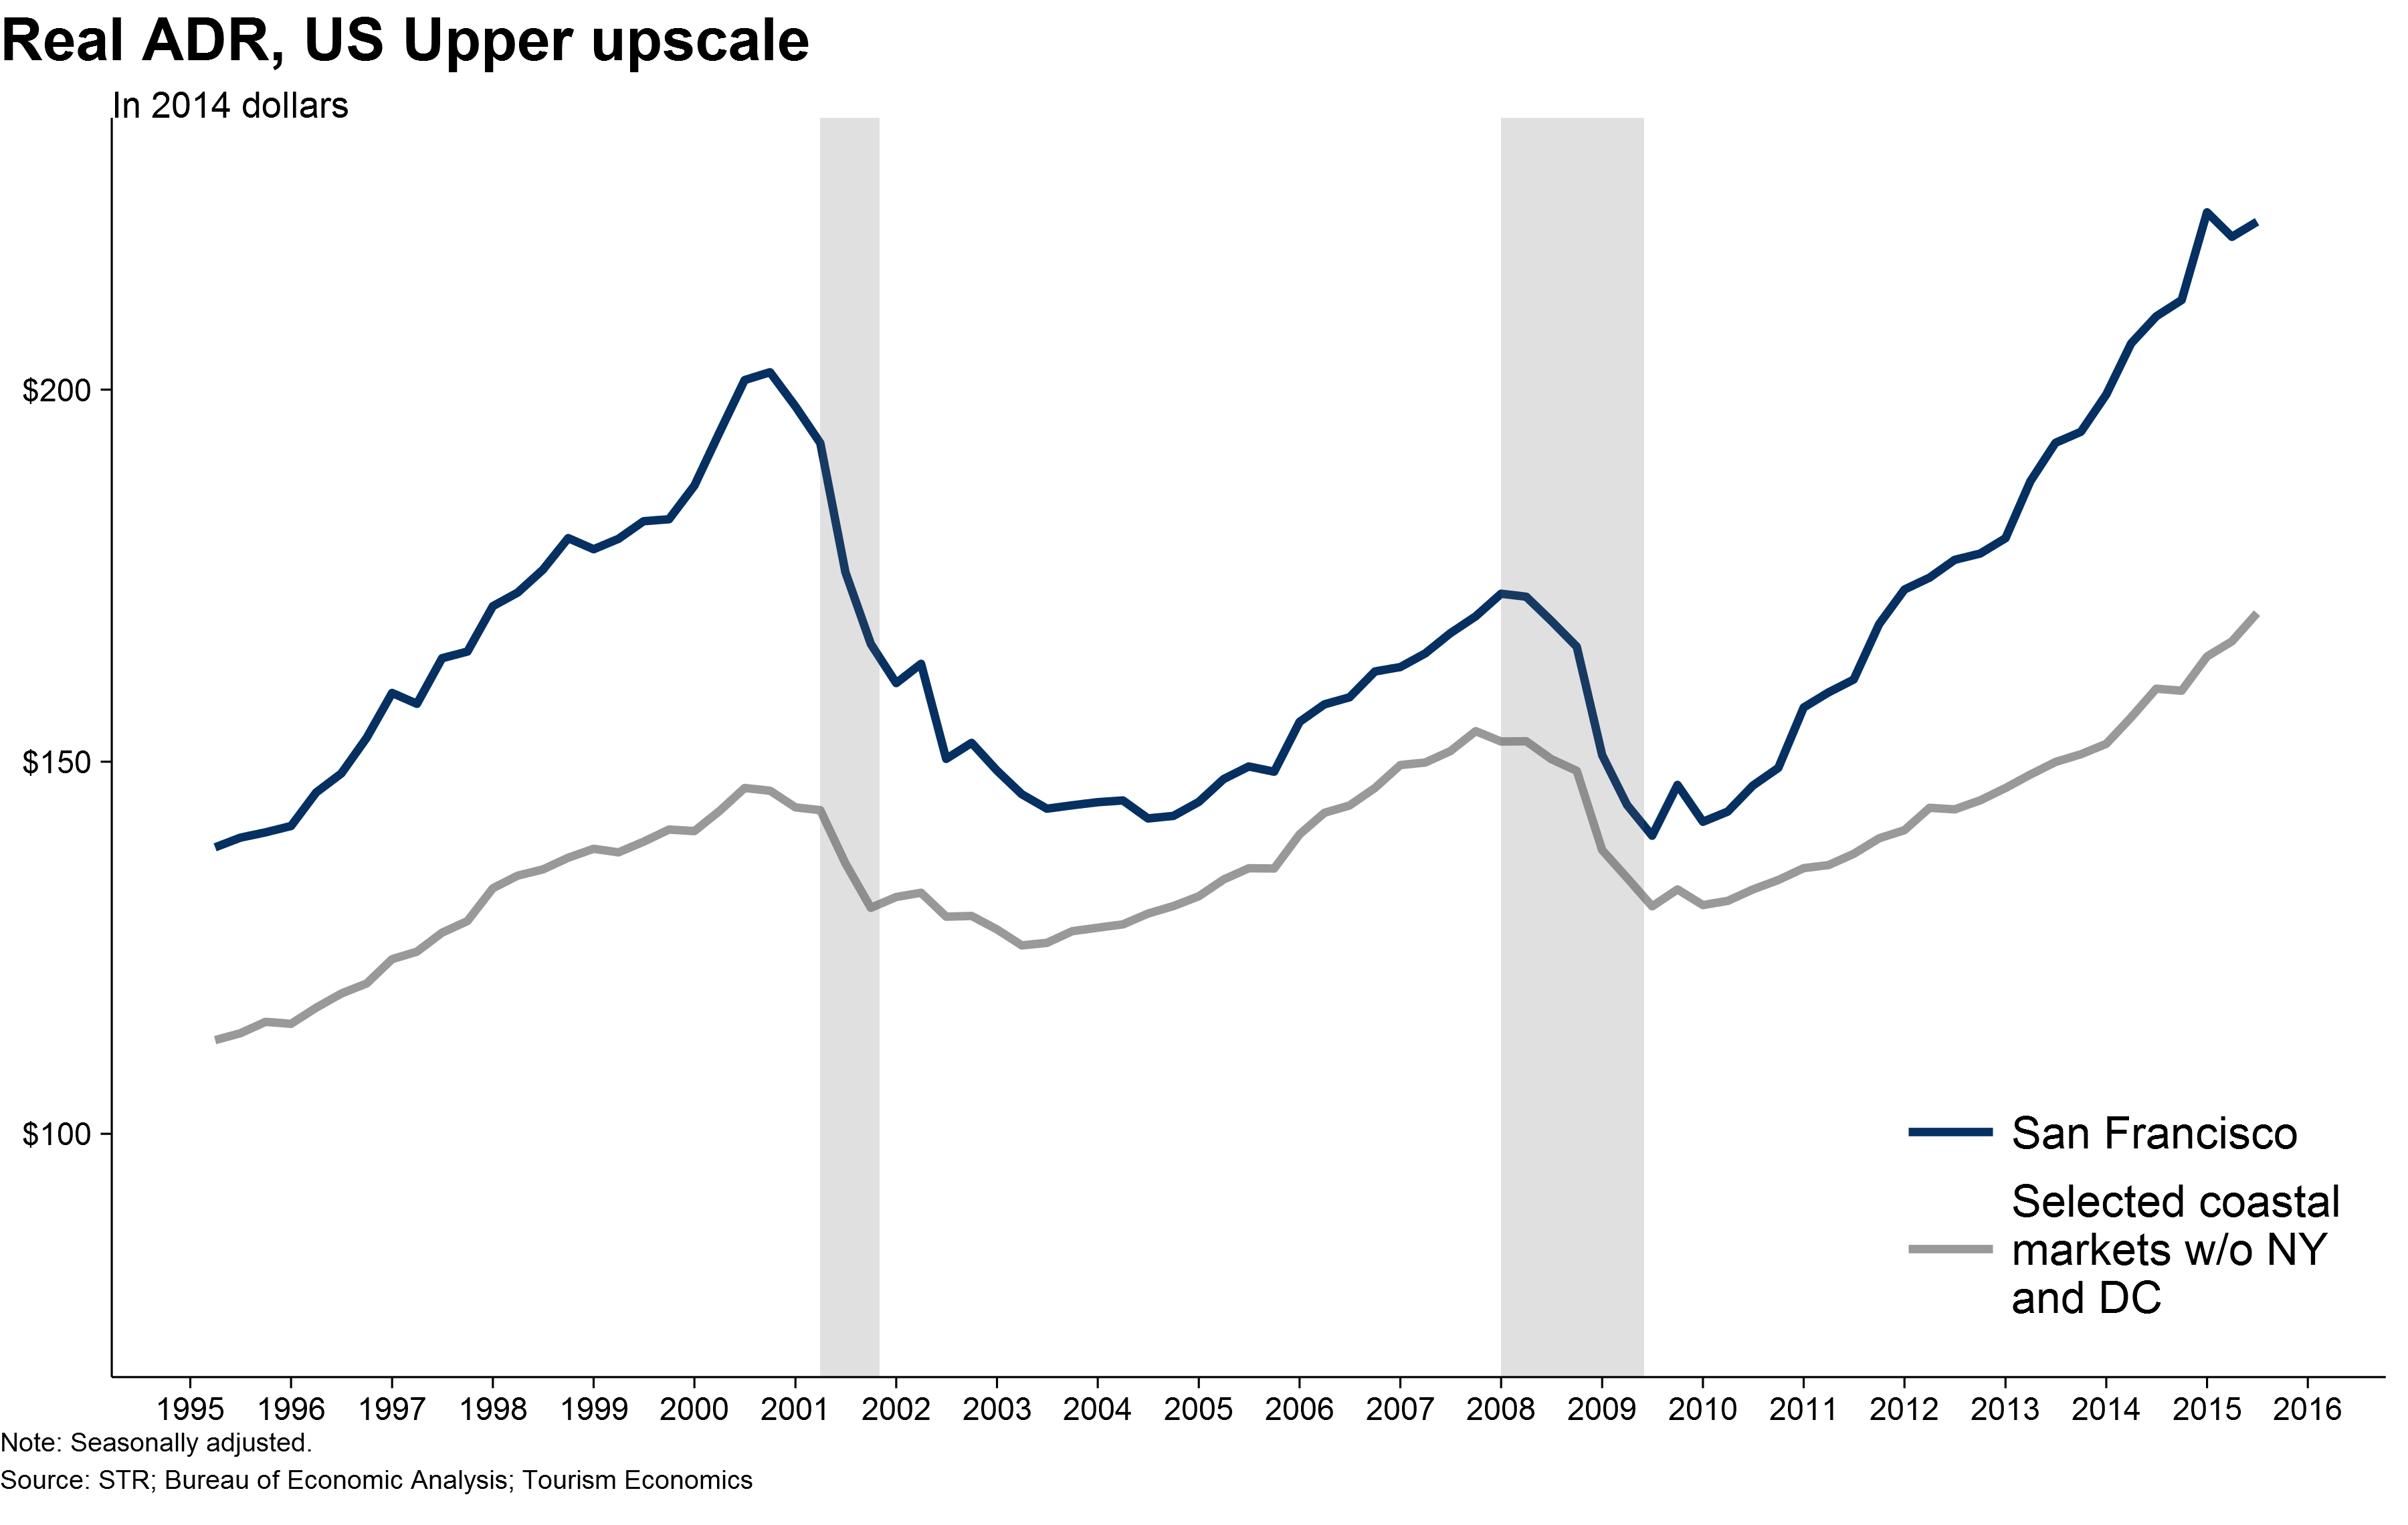 Real ADR, US Upper upscale
In 2014 dollars
$200
$150
$100
San Francisco
Selected coastal
markets w/o NY
and DC
1995 1996 1997 1998 1999 2000 2001 2002 2003 2004 2005 2006 2007 2008 2009 2010 2011 2012 2013 2014 2015 2016
Note: Seasonally adjusted.
Source: STR; Bureau of Economic Analysis; Tourism Economics